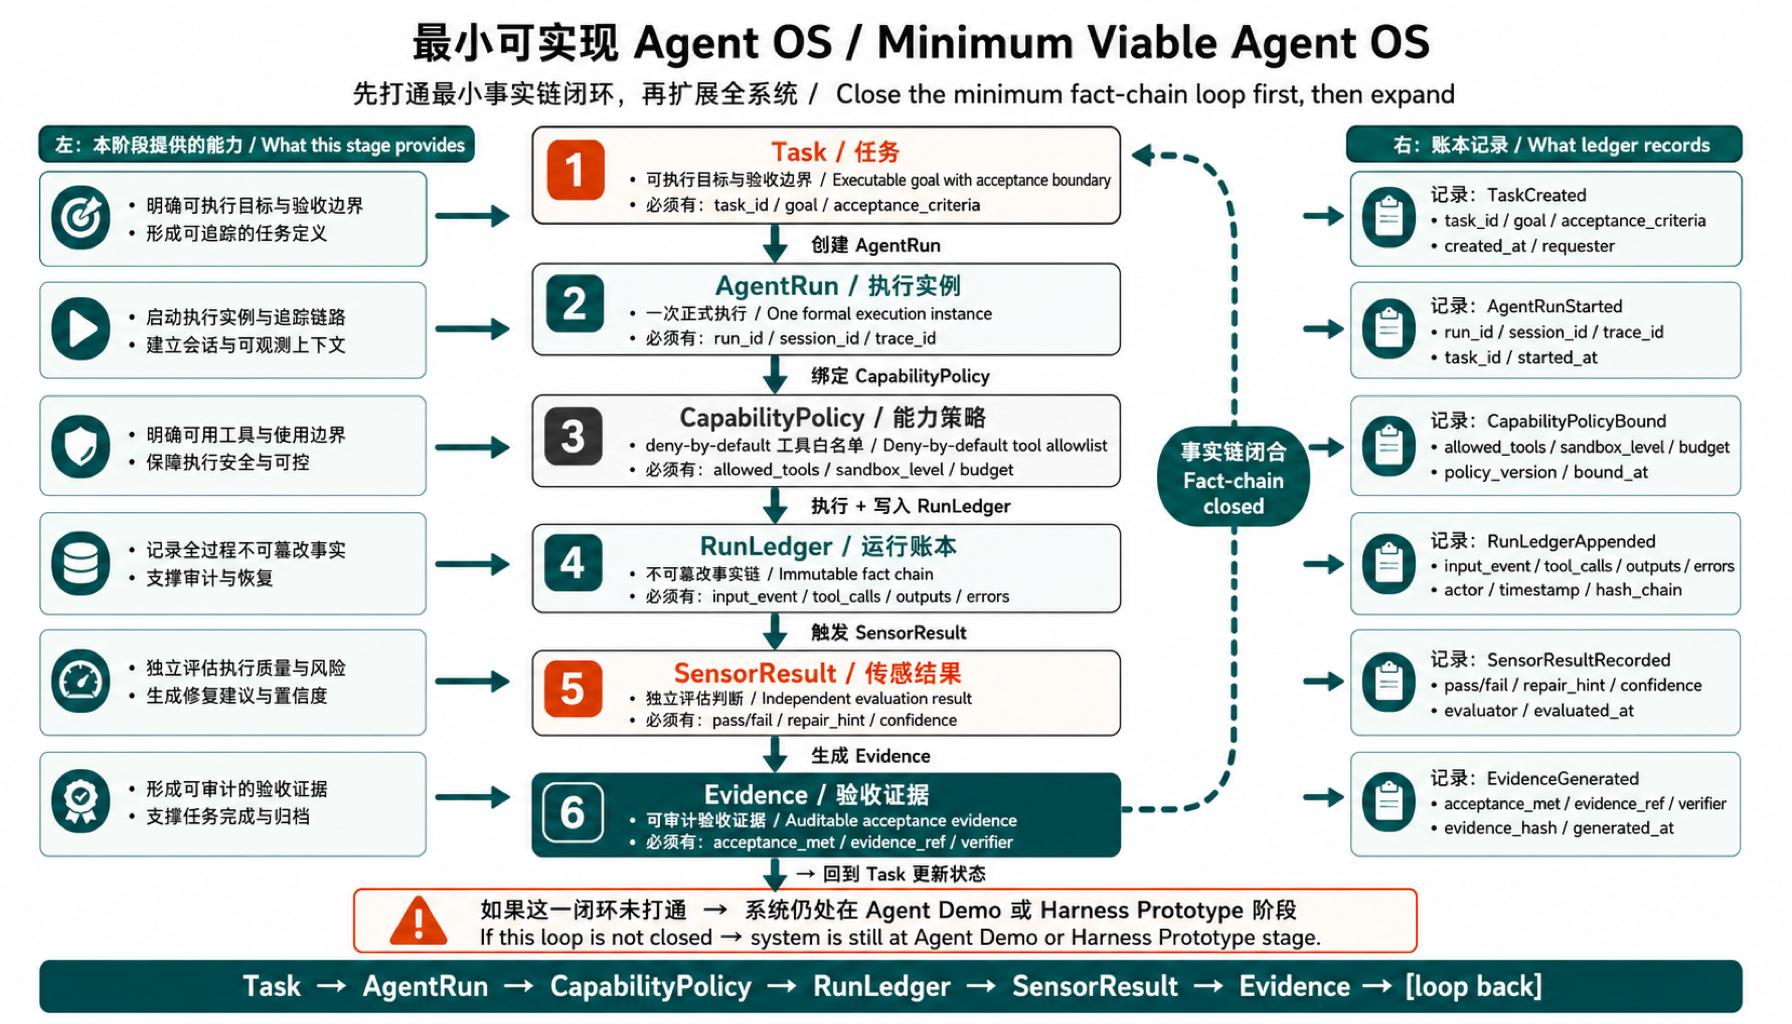 最小可实现 Agent OS / Minimum Viable Agent OS
先打通最小事实链闭环，再扩展全系统 / Close the minimum fact-chain loop first, then expand
左：本阶段提供的能力 / What this stage provides
• 明确可执行目标与验收边界
• 形成可追踪的任务定义
• 启动执行实例与追踪链路
• 建立会话与可观测上下文
• 明确可用工具与使用边界
• 保障执行安全与可控
• 记录全过程不可篡改事实
• 支撑审计与恢复
• 独立评估执行质量与风险
• 生成修复建议与置信度
• 形成可审计的验收证据
• 支撑任务完成与归档
1
Task / 任务
• 可执行目标与验收边界 / Executable goal with acceptance boundary
• 必须有：task_id / goal / acceptance_criteria
创建 AgentRun
2
AgentRun / 执行实例
• 一次正式执行 / One formal execution instance
• 必须有：run_id / session_id / trace_id
绑定 CapabilityPolicy
3
CapabilityPolicy / 能力策略
• deny-by-default 工具白名单 / Deny-by-default tool allowlist
• 必须有：allowed_tools / sandbox_level / budget
执行 + 写入 RunLedger
4
RunLedger / 运行账本
• 不可篡改事实链 / Immutable fact chain
• 必须有：input_event / tool_calls / outputs / errors
触发 SensorResult
5
SensorResult / 传感结果
• 独立评估判断 / Independent evaluation result
• 必须有：pass/fail / repair_hint / confidence
生成 Evidence
6
Evidence / 验收证据
• 可审计验收证据 / Auditable acceptance evidence
• 必须有：acceptance_met / evidence_ref / verifier
→ 回到 Task 更新状态
事实链闭合
Fact-chain
closed
右：账本记录 / What ledger records
记录：TaskCreated
• task_id / goal / acceptance_criteria
• created_at / requester
记录：AgentRunStarted
• run_id / session_id / trace_id
• task_id / started_at
记录：CapabilityPolicyBound
• allowed_tools / sandbox_level / budget
• policy_version / bound_at
记录：RunLedgerAppended
• input_event / tool_calls / outputs / errors
• actor / timestamp / hash_chain
记录：SensorResultRecorded
• pass/fail / repair_hint / confidence
• evaluator / evaluated_at
记录：EvidenceGenerated
• acceptance_met / evidence_ref / verifier
• evidence_hash / generated_at
如果这一闭环未打通 → 系统仍处在 Agent Demo 或 Harness Prototype 阶段
If this loop is not closed → system is still at Agent Demo or Harness Prototype stage.
Task → AgentRun → CapabilityPolicy → RunLedger → SensorResult → Evidence → [loop back]